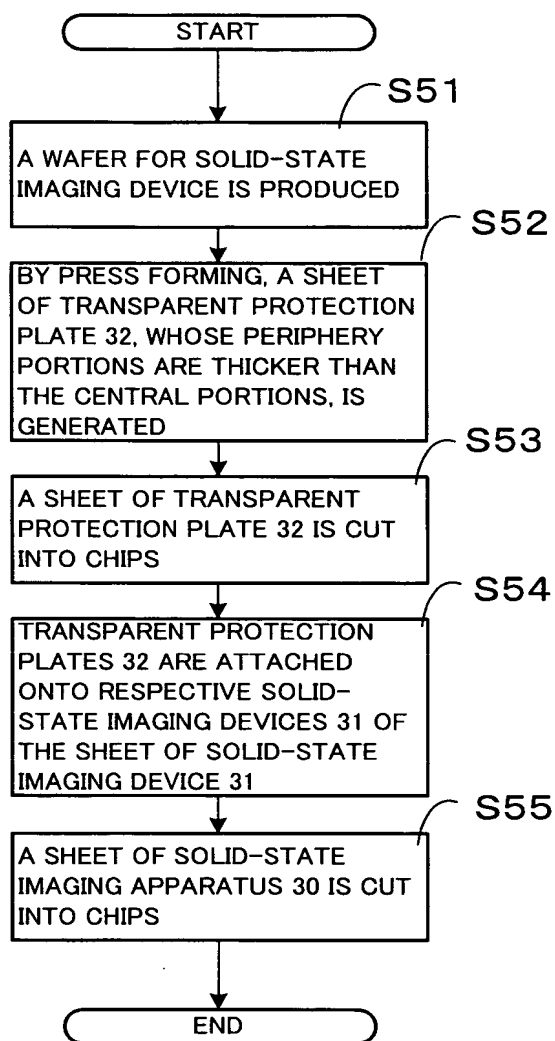 START
S51
A WAFER FOR SOLID-STATE
IMAGING DEVICE IS PRODUCED
S52
BY PRESS FORMING, A SHEET
OF TRANSPARENT PROTECTION
PLATE 32, WHOSE PERIPHERY
PORTIONS ARE THICKER THAN
THE CENTRAL PORTIONS, IS
GENERATED
S53
A SHEET OF TRANSPARENT
PROTECTION PLATE 32 IS CUT
INTO CHIPS
S54
TRANSPARENT PROTECTION
PLATES 32 ARE ATTACHED
ONTO RESPECTIVE SOLID-
STATE IMAGING DEVICES 31 OF
THE SHEET OF SOLID-STATE
IMAGING DEVICE 31
S55
A SHEET OF SOLID-STATE
IMAGING APPARATUS 30 IS CUT
INTO CHIPS
END